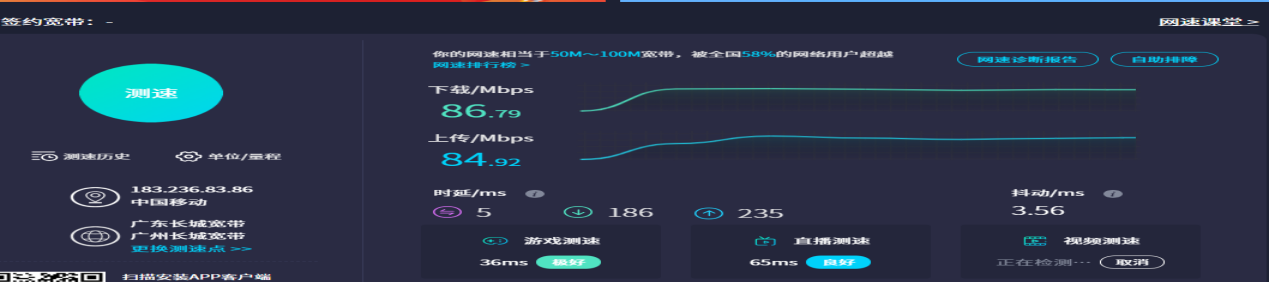 签约宽带: -
网速课堂 >
测速
测速历史
单位/量程
183.236.83.86
中国移动
广东长城宽带
广州长城宽带
更换测速点 >>
扫描安装APP客户端
你的网速相当于50M~100M宽带，被全国58%的网络用户超越
网速排行榜 >
网速诊断报告
自助排障
下载/Mbps
86.79
上传/Mbps
84.92
时延/ms
5
186
235
抖动/ms
3.56
游戏测速
36ms 极好
直播测速
65ms 良好
视频测速
正在检测··· 取消